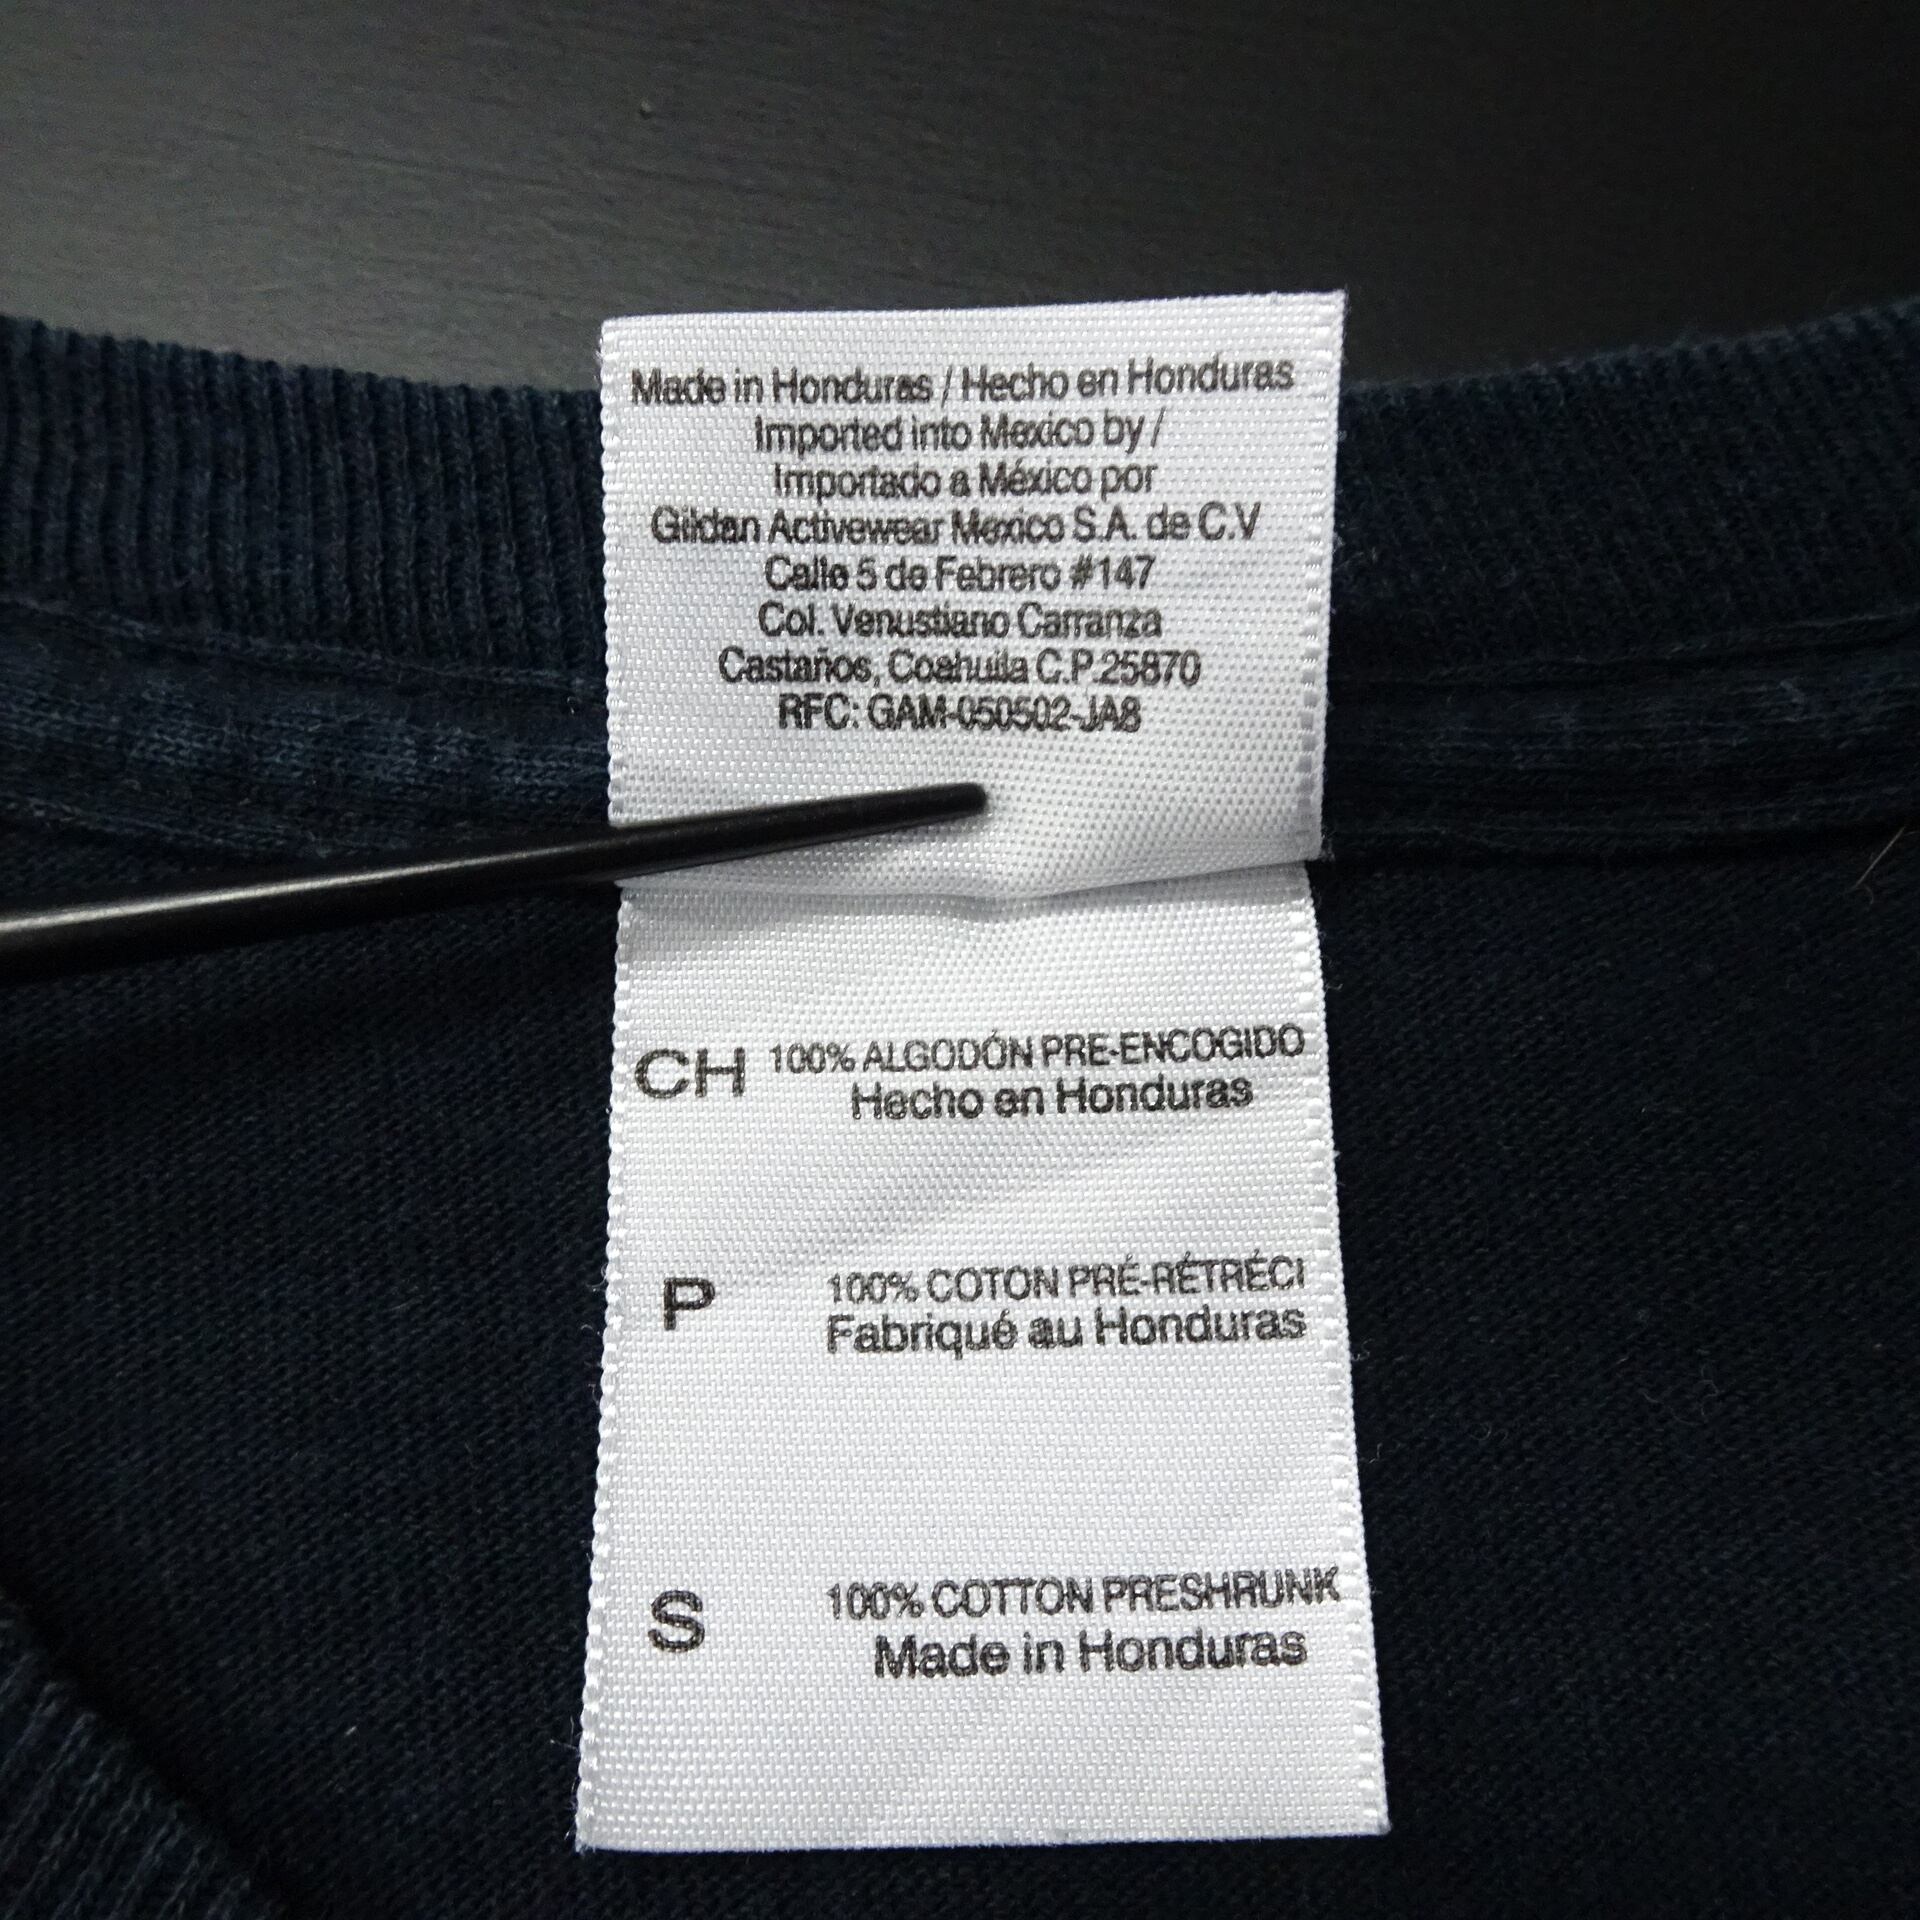 Made in Honduras / Hecho en Honduras
Imported into Mexico by /
Importado a México por
Gildan Activewear Mexico S.A. de C.V
Calle 5 de Febrero #147
Col. Venustiano Carranza
Castaños, Coahuila C.P.25870
RFC: GAM-050502-JA8
CH 100% ALGODÓN PRE-ENCOGIDO
Hecho en Honduras
P 100% COTON PRÉ-RÉTRÉCI
Fabriqué au Honduras
S 100% COTTON PRESHRUNK
Made in Honduras